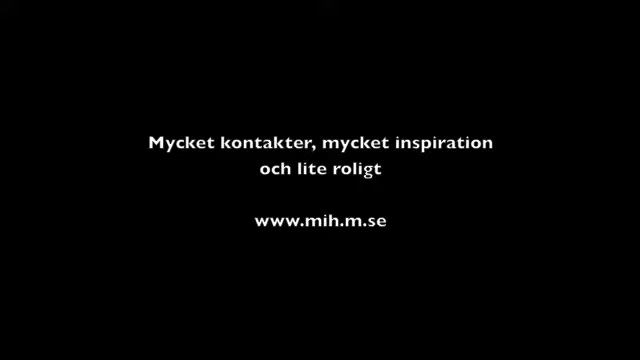 Mycket kontakter, mycket inspiration
och lite roligt
www.mih.m.se